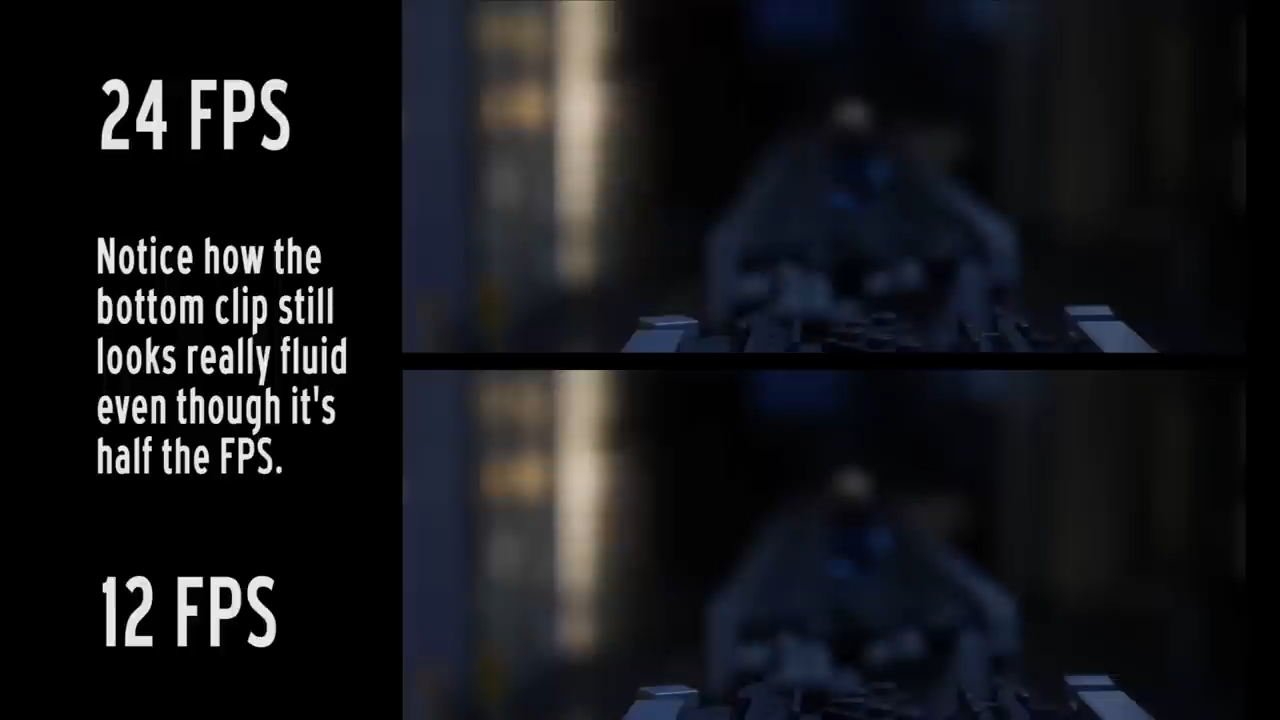 24 FPS
Notice how the
bottom clip still
looks really fluid
even though it's
half the FPS.
12 FPS